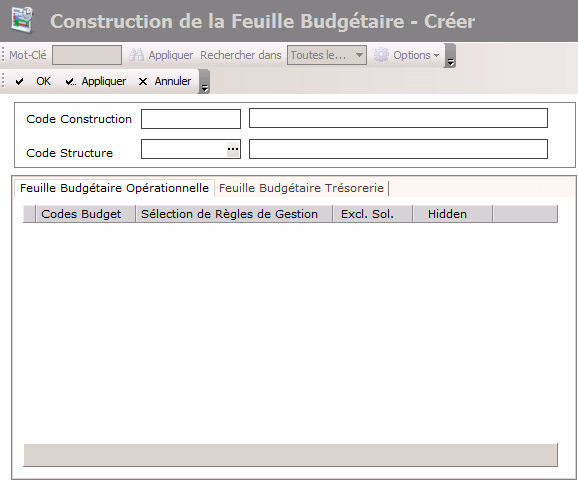 Construction de la Feuille Budgétaire - Créer
Mot-Clé Appliquer Rechercher dans Toutes le... Options
OK Appliquer Annuler
Code Construction
Code Structure ...
Feuille Budgétaire Opérationnelle Feuille Budgétaire Trésorerie
Codes Budget Sélection de Règles de Gestion Excl. Sol. Hidden